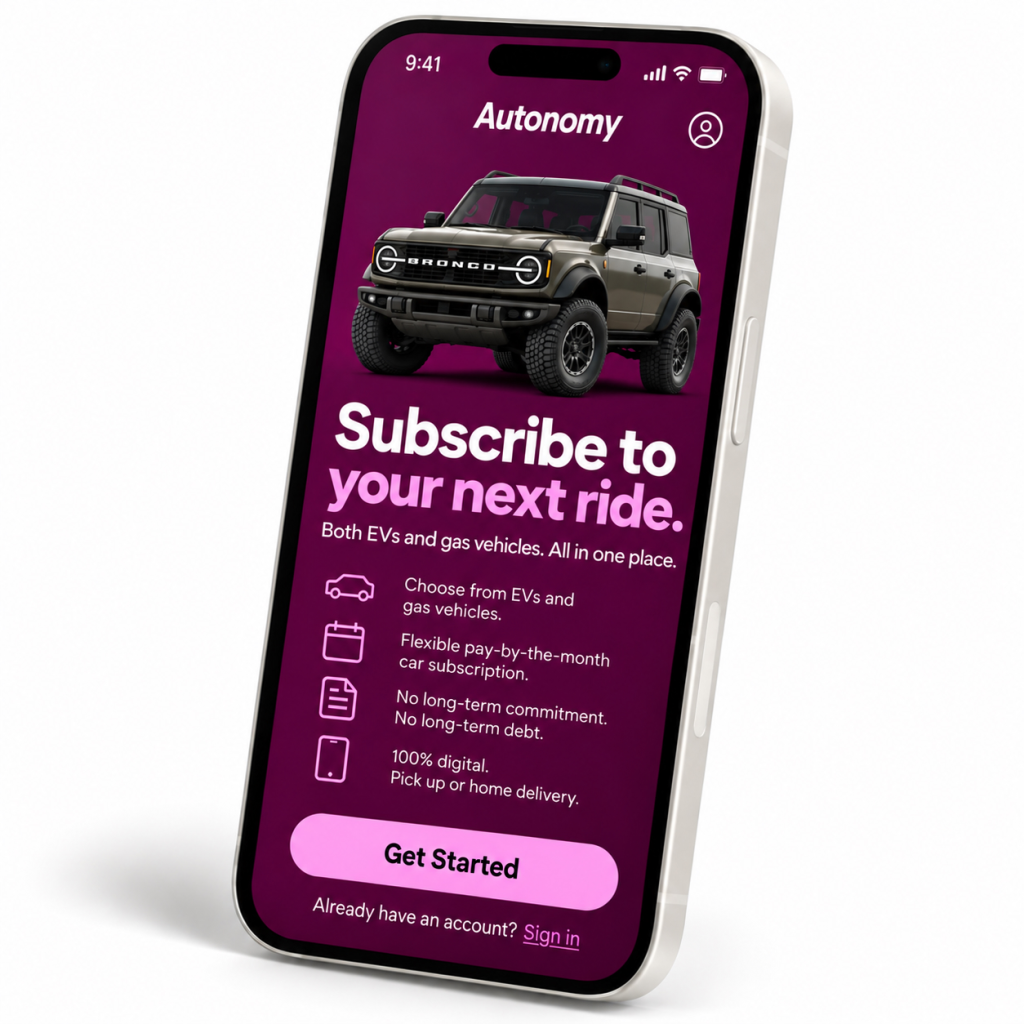 9:41
Autonomy
BRONCO
Subscribe to
your next ride.
Both EVs and gas vehicles. All in one place.
Choose from EVs and
gas vehicles.
Flexible pay-by-the-month
car subscription.
No long-term commitment.
No long-term debt.
100% digital.
Pick up or home delivery.
Get Started
Already have an account? Sign in